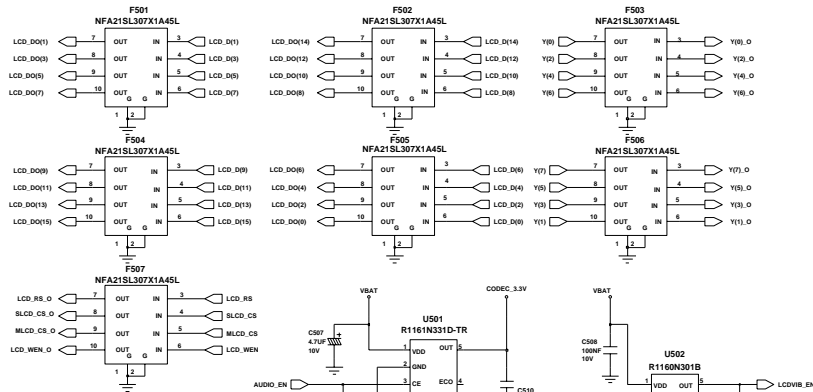 F501
NFA21SL307X1A45L
LCD_DO(1) 7 OUT IN 3 LCD_D(1)
LCD_DO(3) 8 OUT IN 4 LCD_D(3)
LCD_DO(5) 9 OUT IN 5 LCD_D(5)
LCD_DO(7) 10 OUT IN 6 LCD_D(7)
G G
1 2
F502
NFA21SL307X1A45L
LCD_DO(14) 7 OUT IN 3 LCD_D(14)
LCD_DO(12) 8 OUT IN 4 LCD_D(12)
LCD_DO(10) 9 OUT IN 5 LCD_D(10)
LCD_DO(8) 10 OUT IN 6 LCD_D(8)
G G
1 2
F503
NFA21SL307X1A45L
Y(0) 7 OUT IN 3 Y(0)_O
Y(2) 8 OUT IN 4 Y(2)_O
Y(4) 9 OUT IN 5 Y(4)_O
Y(6) 10 OUT IN 6 Y(6)_O
G G
1 2
F504
NFA21SL307X1A45L
LCD_DO(9) 7 OUT IN 3 LCD_D(9)
LCD_DO(11) 8 OUT IN 4 LCD_D(11)
LCD_DO(13) 9 OUT IN 5 LCD_D(13)
LCD_DO(15) 10 OUT IN 6 LCD_D(15)
G G
1 2
F505
NFA21SL307X1A45L
LCD_DO(6) 7 OUT IN 3 LCD_D(6)
LCD_DO(4) 8 OUT IN 4 LCD_D(4)
LCD_DO(2) 9 OUT IN 5 LCD_D(2)
LCD_DO(0) 10 OUT IN 6 LCD_D(0)
G G
1 2
F506
NFA21SL307X1A45L
Y(7) 7 OUT IN 3 Y(7)_O
Y(5) 8 OUT IN 4 Y(5)_O
Y(3) 9 OUT IN 5 Y(3)_O
Y(1) 10 OUT IN 6 Y(1)_O
G G
1 2
F507
NFA21SL307X1A45L
LCD_RS_O 7 OUT IN 3 LCD_RS
SLCD_CS_O 8 OUT IN 4 SLCD_CS
MLCD_CS_O 9 OUT IN 5 MLCD_CS
LCD_WEN_O 10 OUT IN 6 LCD_WEN
G G
1 2
VBAT
CODEC_3.3V
C507
4.7UF
10V
U501
R1161N331D-TR
1 VDD OUT 5
2 GND
AUDIO_EN 3 CE ECO 4
C510
VBAT
C508
100NF
10V
U502
R1160N301B
1 VDD OUT 5 LCDVIB_EN